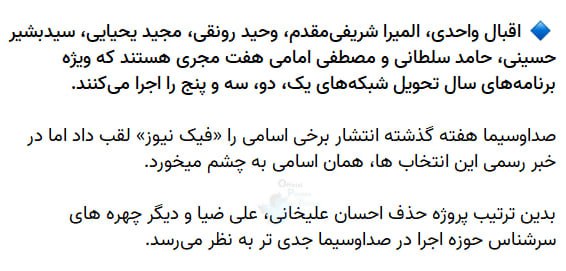 🔷 اقبال واحدی، المیرا شریفی‌مقدم، وحید رونقی، مجید یحیایی، سیدبشیر
حسینی، حامد سلطانی و مصطفی امامی هفت مجری هستند که ویژه
برنامه‌های سال تحویل شبکه‌های یک، دو، سه و پنج را اجرا می‌کنند.
صداوسیما هفته گذشته انتشار برخی اسامی را «فیک نیوز» لقب داد اما در
خبر رسمی این انتخاب ها، همان اسامی به چشم میخورد.
بدین ترتیب پروژه حذف احسان علیخانی، علی ضیا و دیگر چهره های
سرشناس حوزه اجرا در صداوسیما جدی تر به نظر می‌رسد.